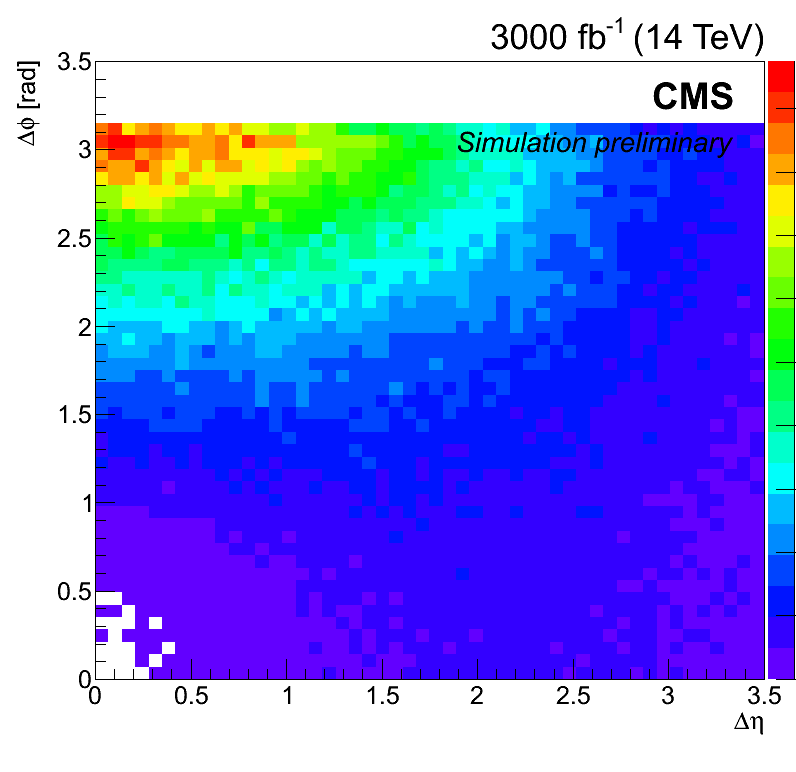 3000 fb-1 (14 TeV)
Δϕ [rad]
CMS
Simulation preliminary
3.5
3
2.5
2
1.5
1
0.5
0
0 0.5 1 1.5 2 2.5 3 3.5
Δη